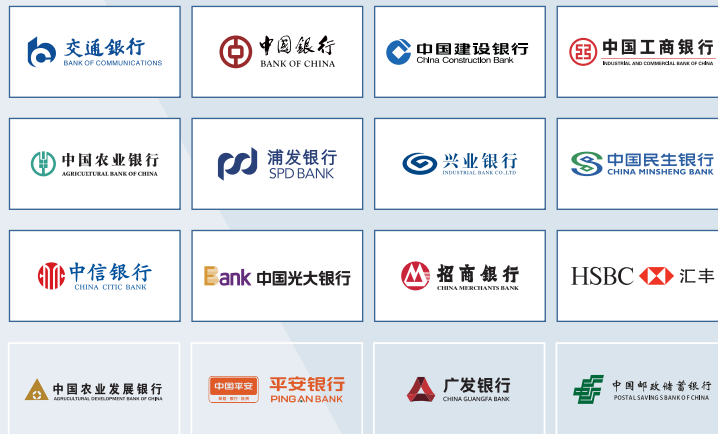 交通銀行
BANK OF COMMUNICATIONS
中国銀行
BANK OF CHINA
中国建设银行
China Construction Bank
中国工商银行
INDUSTRIAL AND COMMERCIAL BANK OF CHINA
中国农业银行
AGRICULTURAL BANK OF CHINA
浦发银行
SPD BANK
兴业银行
INDUSTRIAL BANK CO.,LTD
中国民生银行
CHINA MINSHENG BANK
中信银行
CHINA CITIC BANK
Bank 中国光大银行
招商銀行
CHINA MERCHANTS BANK
HSBC 汇丰
中国农业发展银行
AGRICULTURAL DEVELOPMENT BANK OF CHINA
中国平安
平安银行
PING AN BANK
广发银行
CHINA GUANGFA BANK
中国邮政储蓄银行
POSTAL SAVINGS BANK OF CHINA